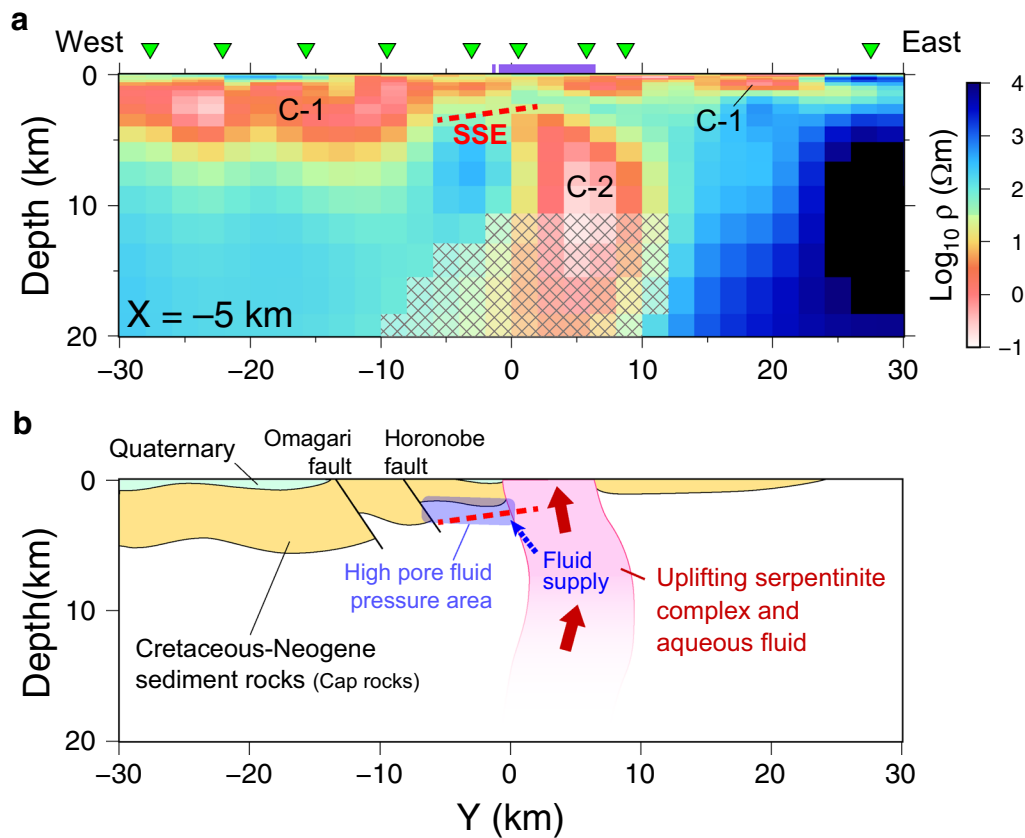 a
West
East
0
10
20
Depth (km)
C-1
SSE
C-2
C-1
X = −5 km
−30
−20
−10
0
10
20
30
4
3
2
1
0
−1
Log10 ρ (Ωm)
b
Quaternary
Omagari
fault
Horonobe
fault
0
10
20
Depth(km)
High pore fluid
pressure area
Fluid
supply
Uplifting serpentinite
complex and
aqueous fluid
Cretaceous-Neogene
sediment rocks (Cap rocks)
−30
−20
−10
0
10
20
30
Y (km)